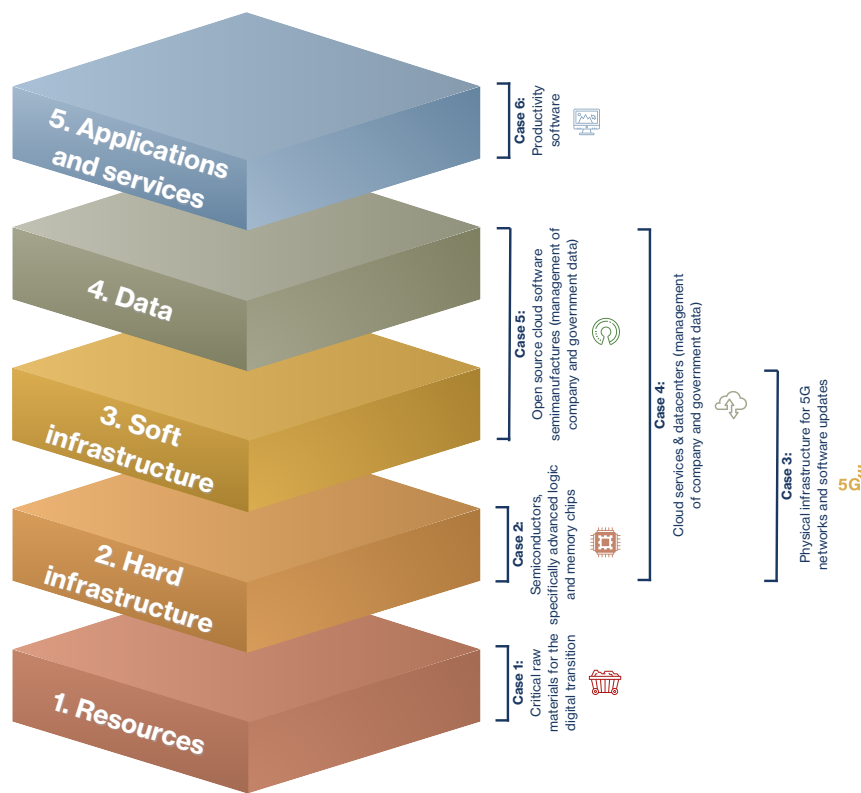 5. Applications
and services
4. Data
3. Soft
infrastructure
2. Hard
infrastructure
1. Resources
Case 6:
Productivity
software
Case 5:
Open source cloud software
semimanufactures (management of
company and government data)
Case 4:
Cloud services & datacenters (management
of company and government data)
Case 3:
Physical infrastructure for 5G
networks and software updates
5G
Case 2:
Semiconductors,
specifically advanced logic
and memory chips
Case 1:
Critical raw
materials for the
digital transition